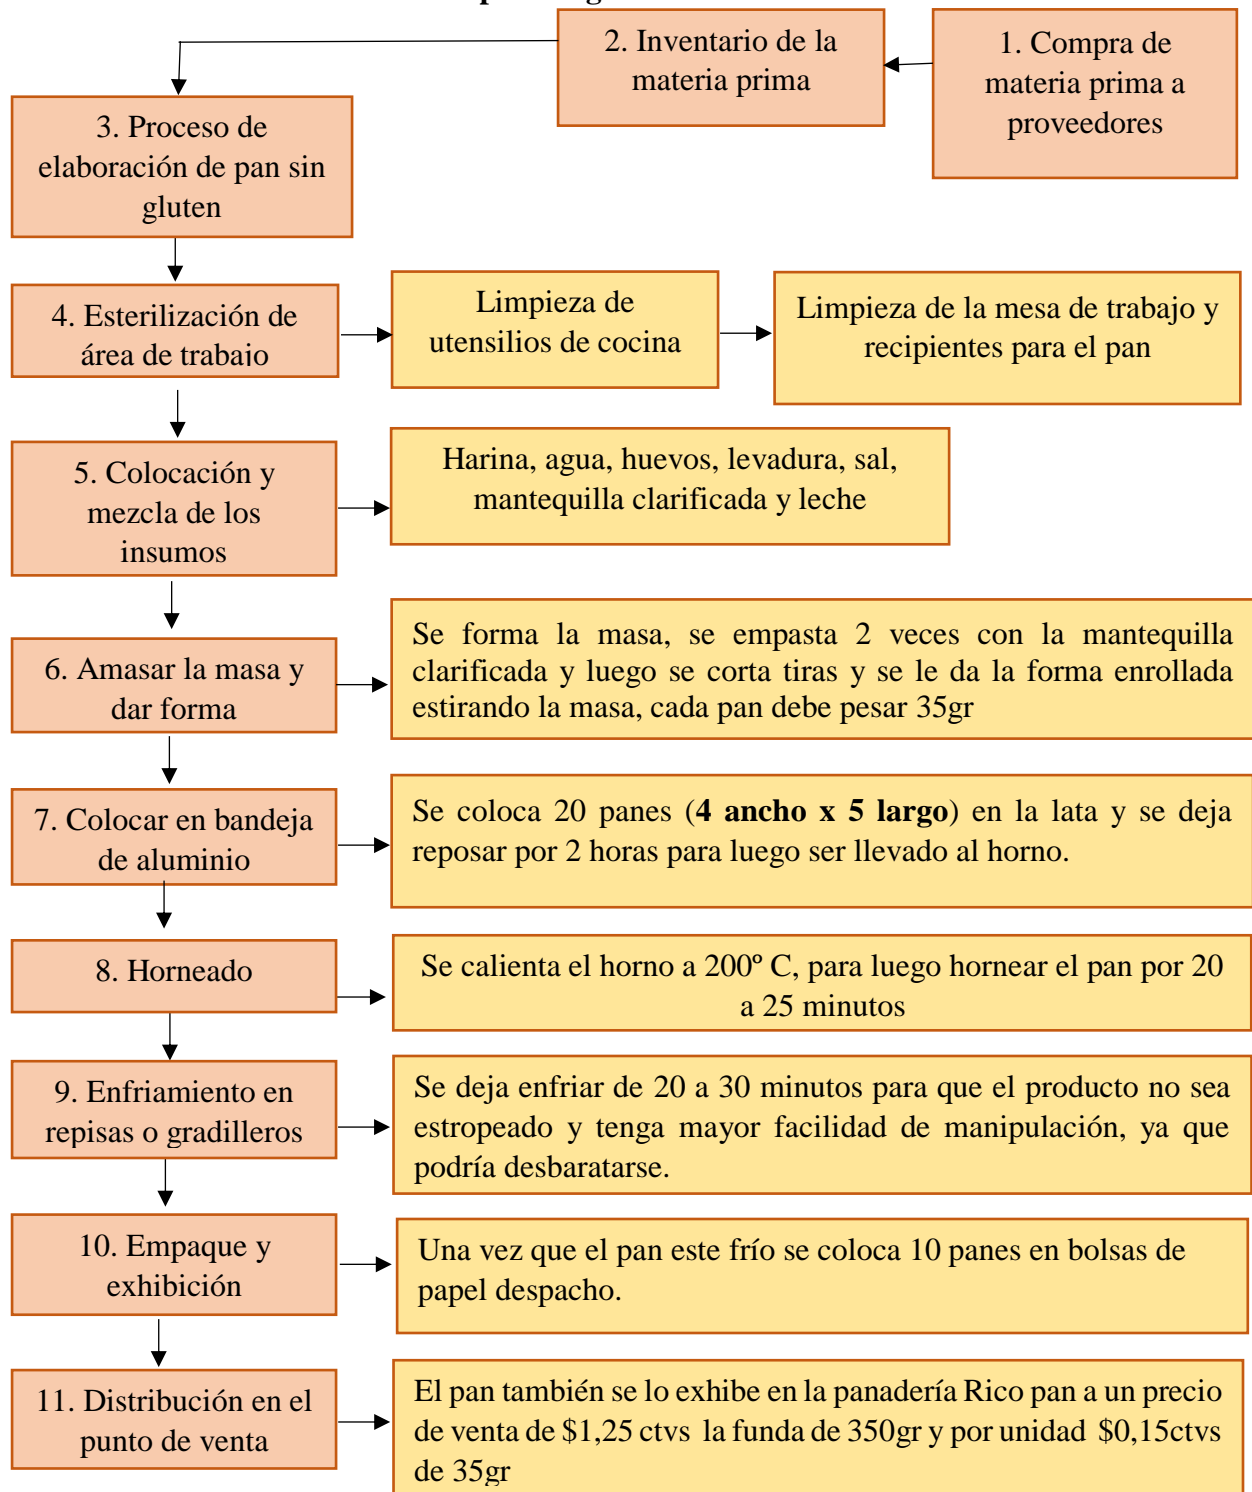 1. Compra de
materia prima a
proveedores
2. Inventario de la
materia prima
3. Proceso de
elaboración de pan sin
gluten
4. Esterilización de
área de trabajo
Limpieza de
utensilios de cocina
Limpieza de la mesa de trabajo y
recipientes para el pan
5. Colocación y
mezcla de los
insumos
Harina, agua, huevos, levadura, sal,
mantequilla clarificada y leche
6. Amasar la masa y
dar forma
Se forma la masa, se empasta 2 veces con la mantequilla
clarificada y luego se corta tiras y se le da la forma enrollada
estirando la masa, cada pan debe pesar 35gr
7. Colocar en bandeja
de aluminio
Se coloca 20 panes (4 ancho x 5 largo) en la lata y se deja
reposar por 2 horas para luego ser llevado al horno.
8. Horneado
Se calienta el horno a 200º C, para luego hornear el pan por 20
a 25 minutos
9. Enfriamiento en
repisas o gradilleros
Se deja enfriar de 20 a 30 minutos para que el producto no sea
estropeado y tenga mayor facilidad de manipulación, ya que
podría desbaratarse.
10. Empaque y
exhibición
Una vez que el pan este frío se coloca 10 panes en bolsas de
papel despacho.
11. Distribución en el
punto de venta
El pan también se lo exhibe en la panadería Rico pan a un precio
de venta de $1,25 ctvs la funda de 350gr y por unidad $0,15ctvs
de 35gr